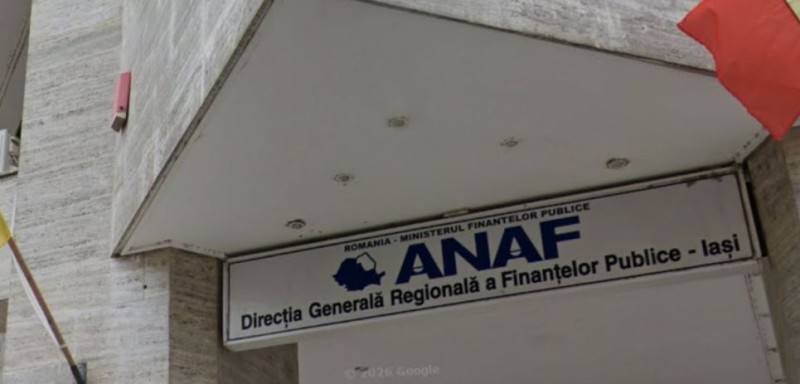 ROMANIA - MINISTERUL FINANTELOR PUBLICE
ANAF
Direcția Generală Regională a Finanțelor Publice - Iași
© 2026 Google